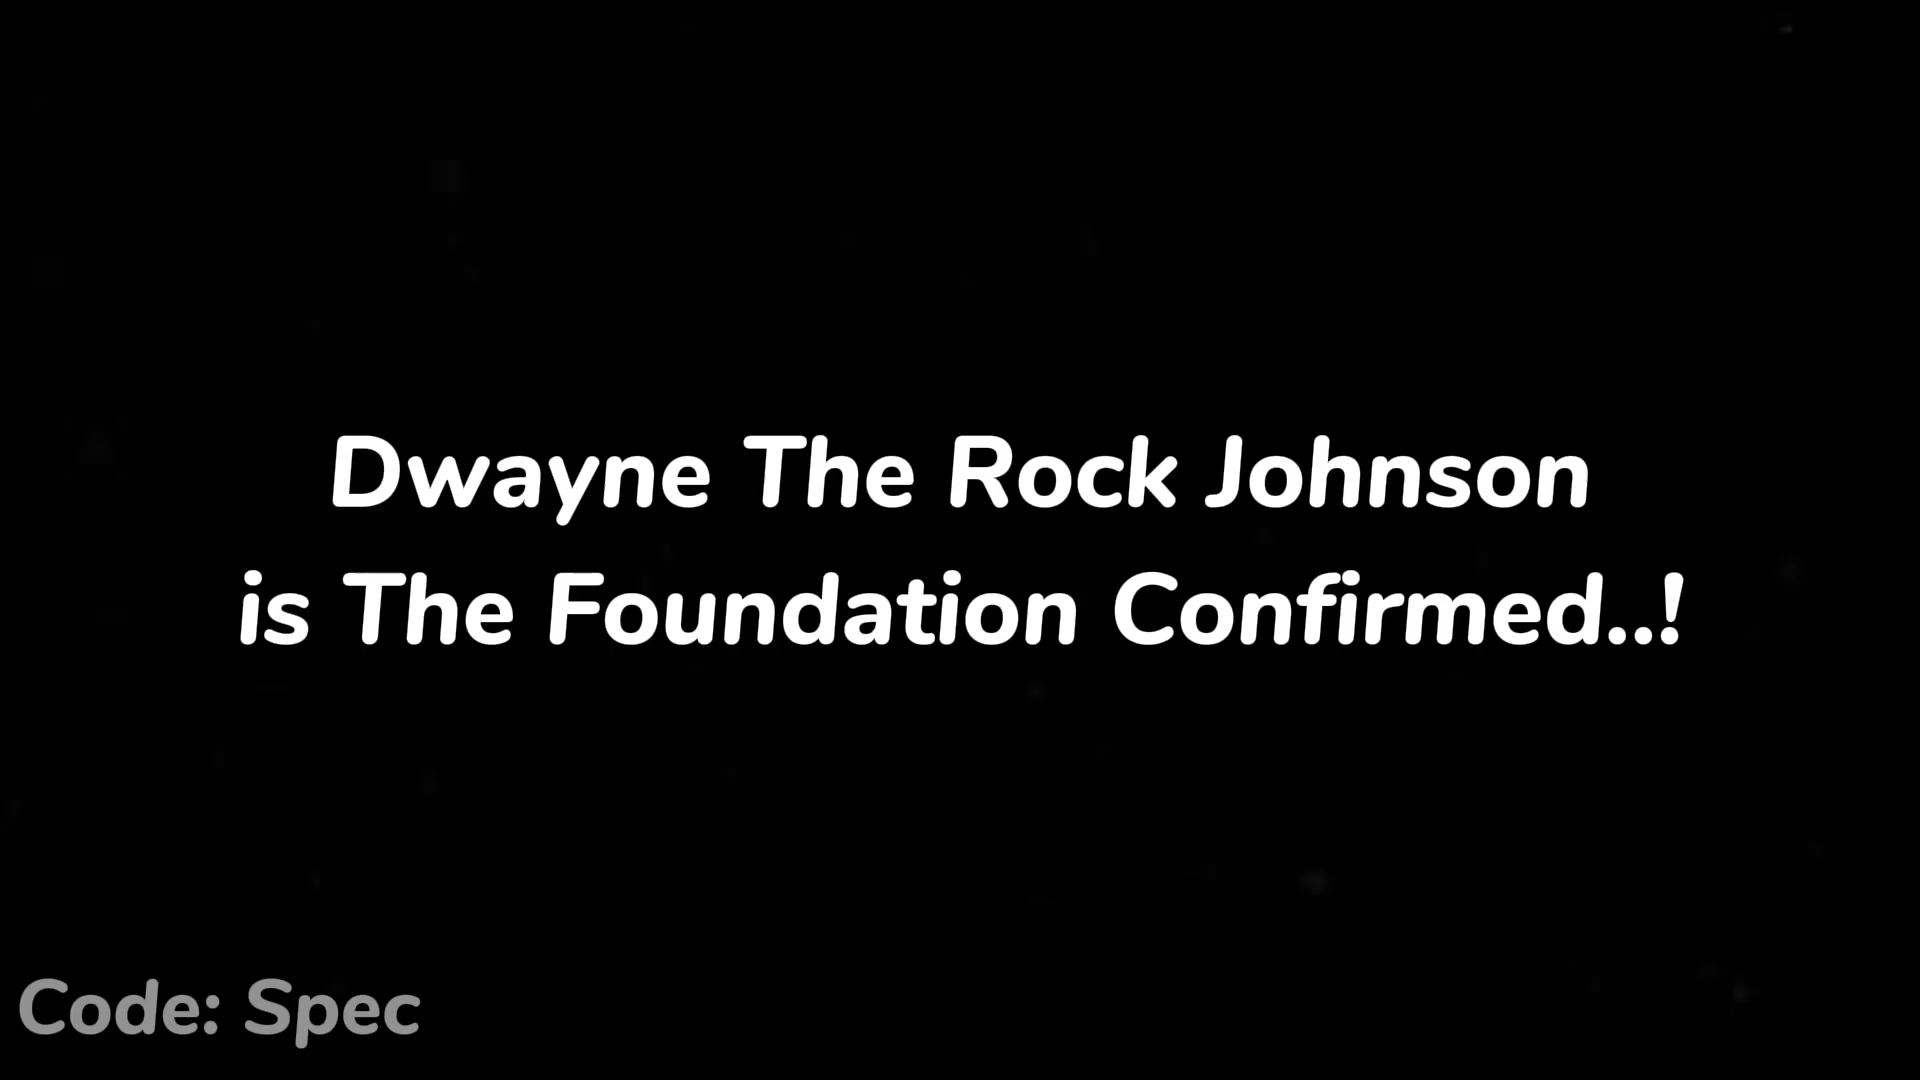 Dwayne The Rock Johnson
is The Foundation Confirmed..!
Code: Spec